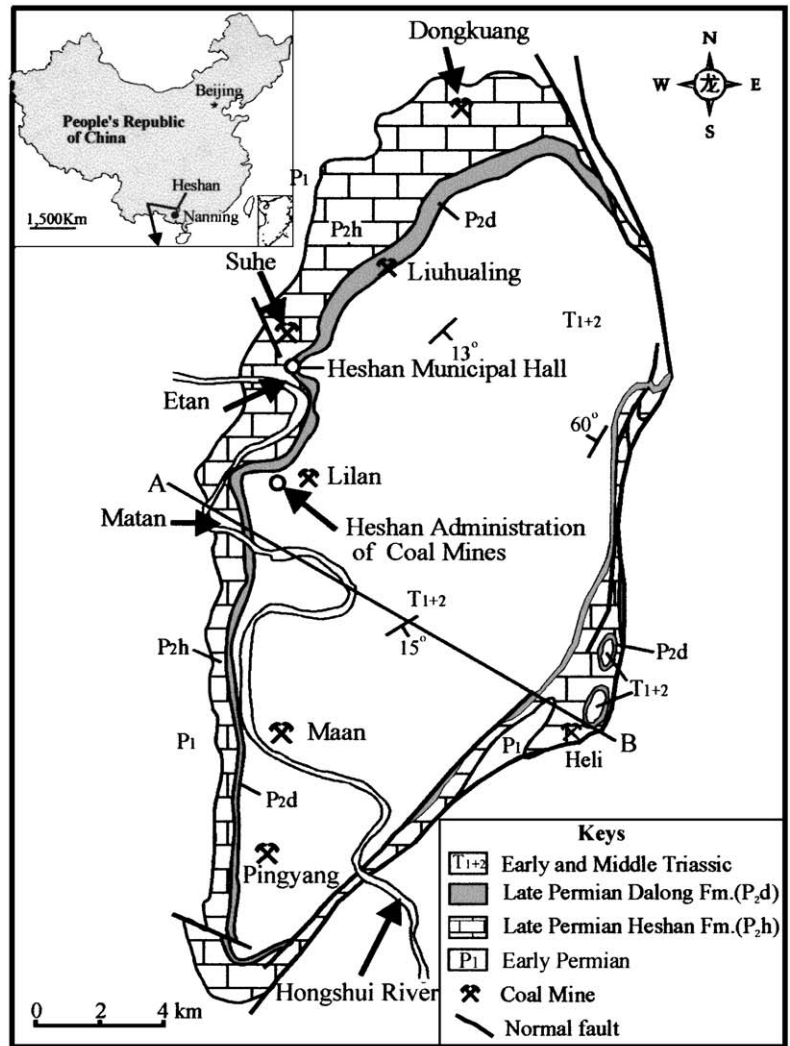 Beijing
People's Republic
of China
Heshan
Nanning
1,500Km
Dongkuang
N
W
龙
E
S
P1
P2h
P2d
Suhe
Liuhualing
T1+2
13°
Heshan Municipal Hall
Etan
60°
A
Lilan
Matan
Heshan Administration
of Coal Mines
T1+2
15°
P2h
P2d
T1+2
P1
Maan
P1
B
Heli
P2d
Pingyang
Hongshui River
0 2 4 km
Keys
T1+2 Early and Middle Triassic
Late Permian Dalong Fm.(P2d)
Late Permian Heshan Fm.(P2h)
P1 Early Permian
Coal Mine
Normal fault